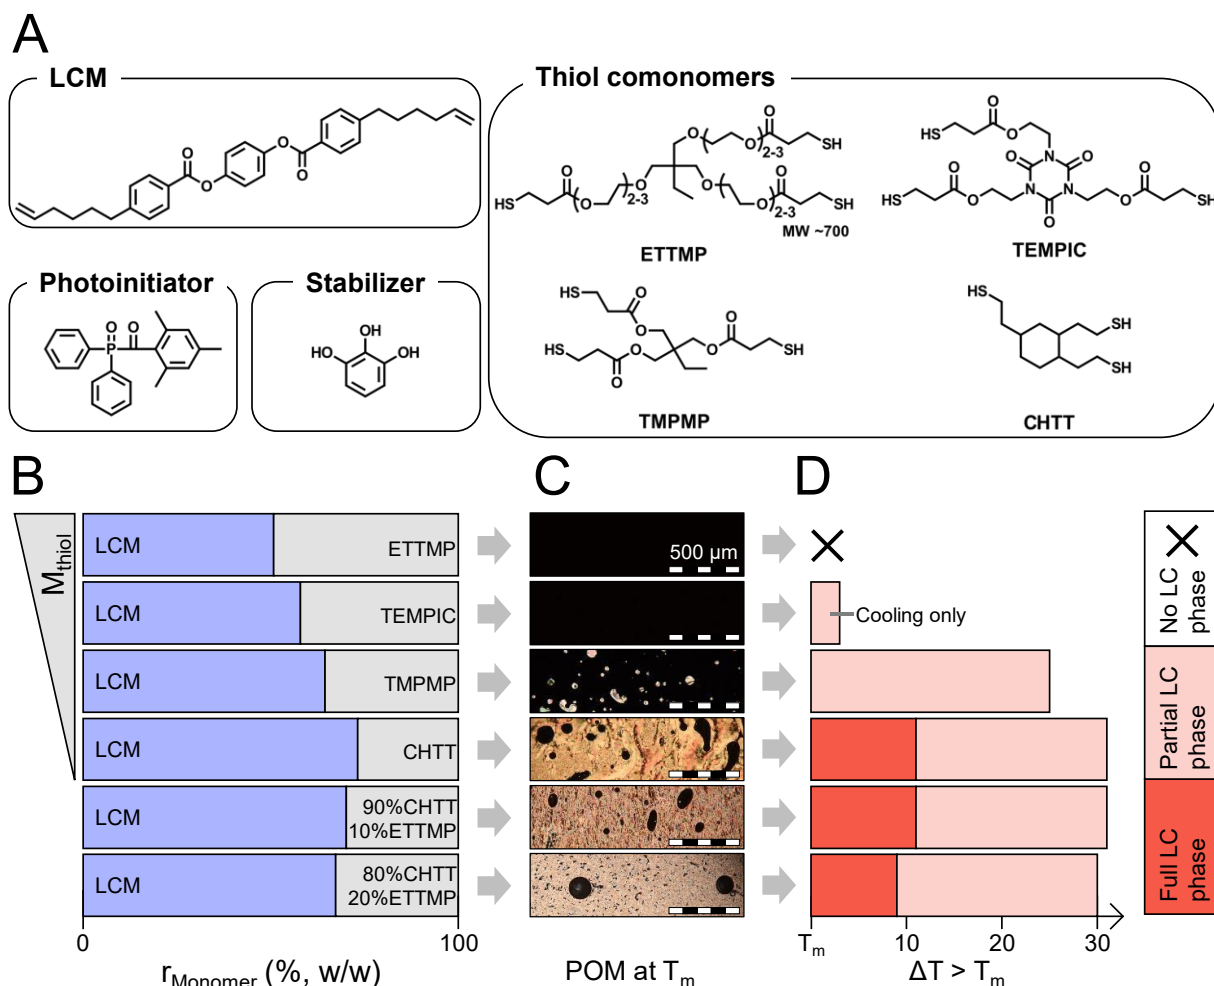 A
LCM
Thiol comonomers
O
O
O
O
O
O
2-3
SH
HS
O
O
O
2-3
O
O
O
2-3
SH
MW ~700
ETTMP
HS
O
O
N
O
O
N
N
O
HS
O
O
O
O
SH
TEMPIC
Photoinitiator
O
O
P
Stabilizer
OH
HO
OH
HS
O
O
HS
O
O
O
O
SH
TMPMP
HS
SH
SH
CHTT
B
C
D
M thiol
LCM
ETTMP
500 µm
LCM
TEMPIC
Cooling only
LCM
TMPMP
LCM
CHTT
LCM
90%CHTT
10%ETTMP
LCM
80%CHTT
20%ETTMP
No LC
phase
Partial LC
phase
Full LC
phase
0
100
Tm
10
20
30
rMonomer (%, w/w)
POM at Tm
ΔT > Tm